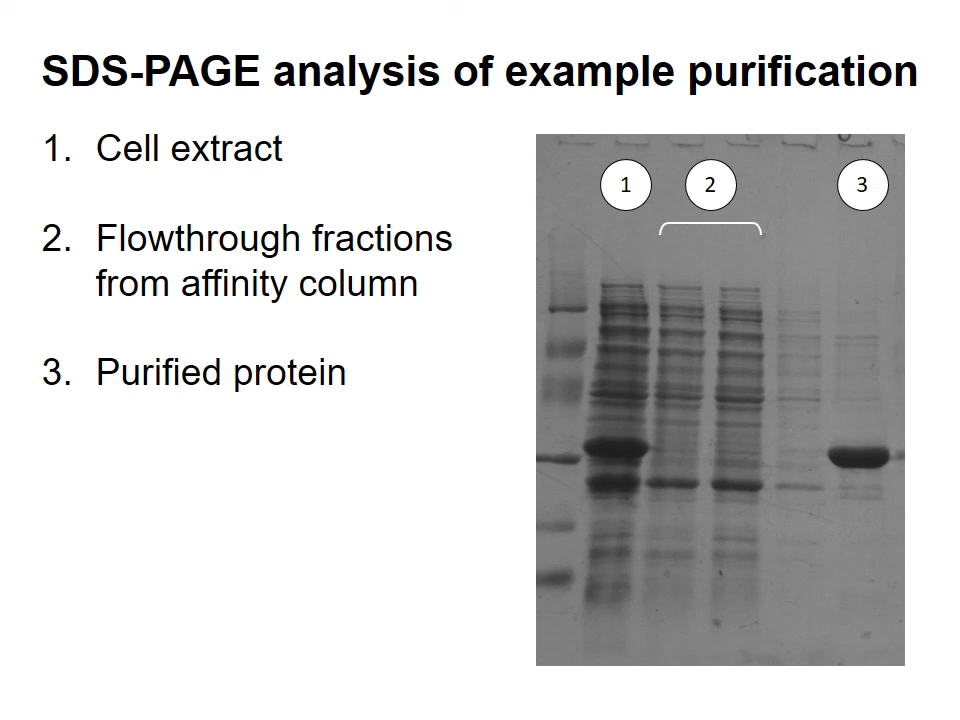 SDS-PAGE analysis of example purification
1. Cell extract
2. Flowthrough fractions
from affinity column
3. Purified protein
1 2 3